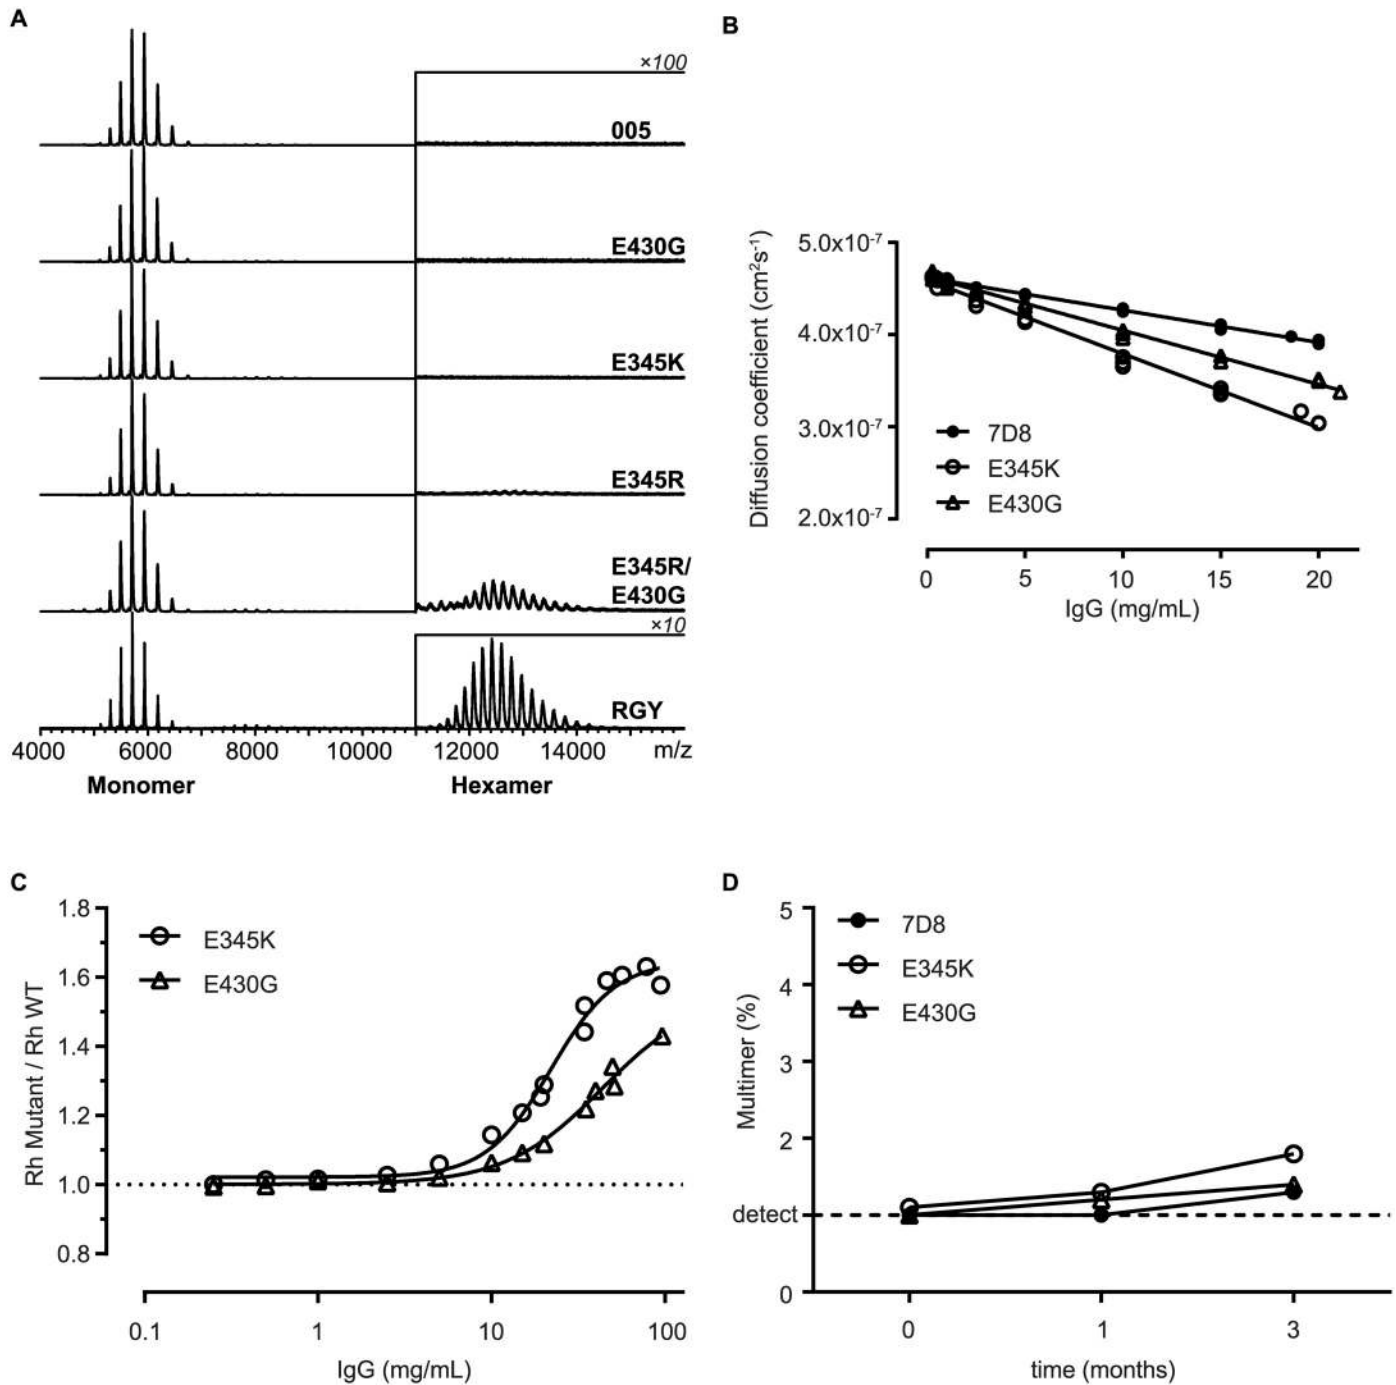 A
×100
005
E430G
E345K
E345R
E345R/
E430G
×10
RGY
4000 6000 8000 10000 12000 14000 m/z
Monomer Hexamer
B
Diffusion coefficient (cm²s⁻¹)
5.0x10⁻⁷
4.0x10⁻⁷
3.0x10⁻⁷
2.0x10⁻⁷
7D8
E345K
E430G
0 5 10 15 20
IgG (mg/mL)
C
Rh Mutant / Rh WT
1.8
1.6
1.4
1.2
1.0
0.8
E345K
E430G
0.1 1 10 100
IgG (mg/mL)
D
Multimer (%)
5
4
3
2
detect
0
7D8
E345K
E430G
0 1 3
time (months)